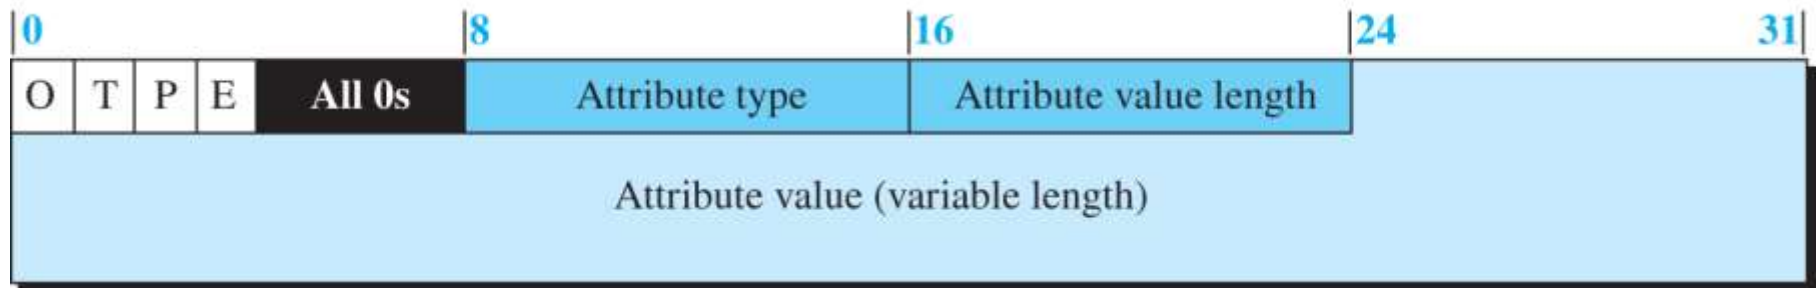 0 8 16 24 31
O T P E All 0s Attribute type Attribute value length
Attribute value (variable length)